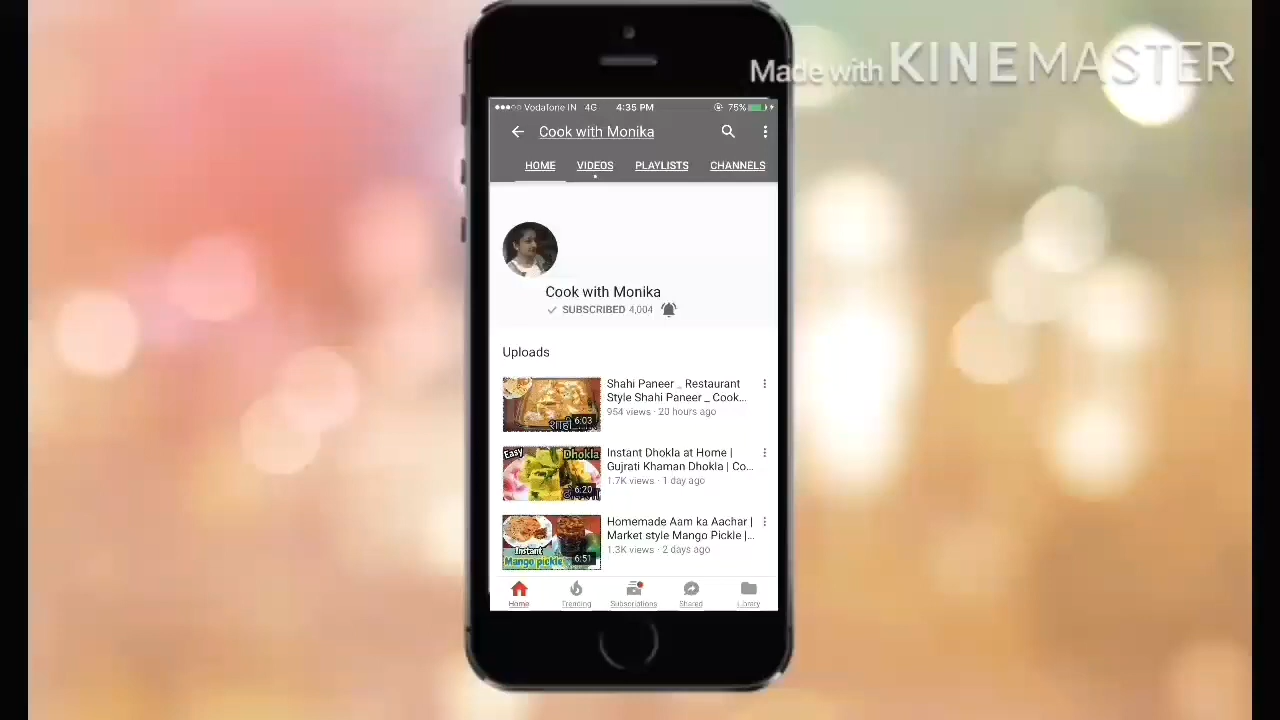 Made with KINEMASTER
Vodafone IN 4G 4:35 PM 75%
Cook with Monika
HOME VIDEOS PLAYLISTS CHANNELS
Cook with Monika
SUBSCRIBED 4,004
Uploads
Shahi Paneer _ Restaurant
Style Shahi Paneer _ Cook...
954 views · 20 hours ago
शाही
6:03
Instant Dhokla at Home |
Gujrati Khaman Dhokla | Co...
1.7K views · 1 day ago
Easy Dhokla
6:20
Homemade Aam ka Aachar |
Market style Mango Pickle |...
1.3K views · 2 days ago
Instant
Mango pickle
6:51
Home Trending Subscriptions Shared Library